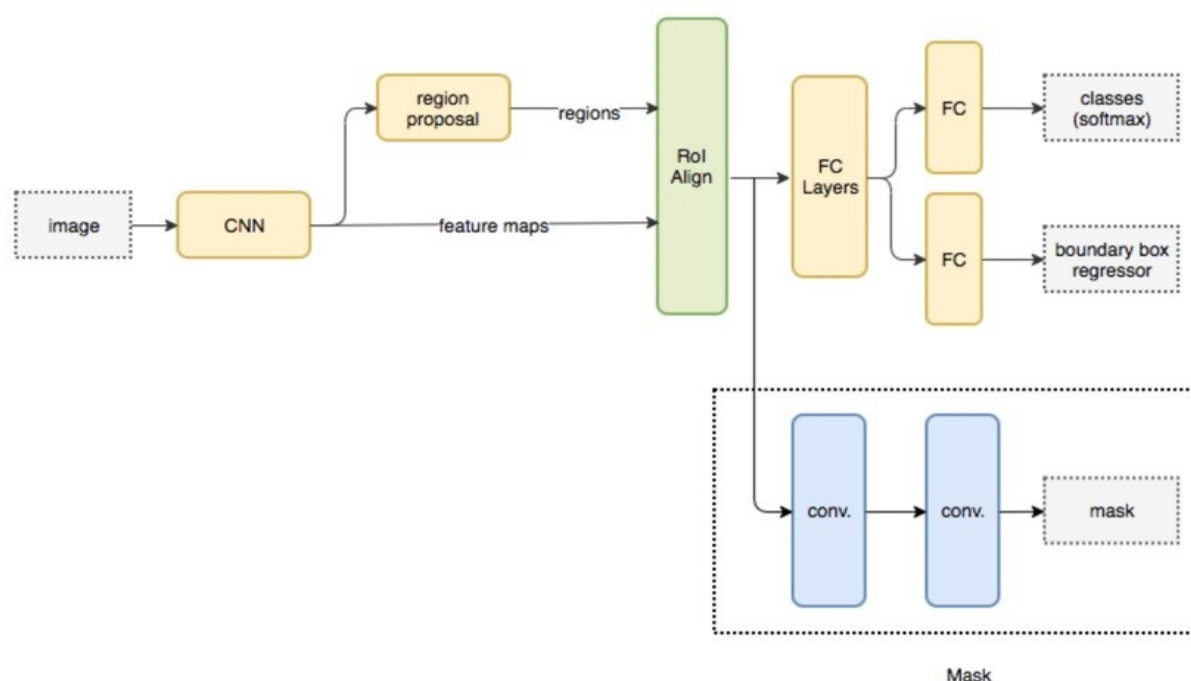 region
proposal
regions
image
CNN
feature maps
RoI
Align
FC
Layers
FC
classes
(softmax)
FC
boundary box
regressor
conv.
conv.
mask
Mask